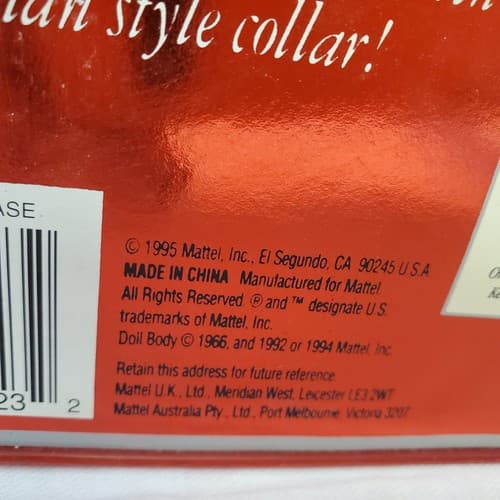 style collar!
ASE
© 1995 Mattel, Inc., El Segundo, CA 90245 U.S.A
MADE IN CHINA Manufactured for Mattel
All Rights Reserved ® and ™ designate U.S.
trademarks of Mattel, Inc.
Doll Body © 1966, and 1992 or 1994 Mattel, Inc
Retain this address for future reference
Mattel U.K., Ltd., Meridian West, Leicester LE3 2WT
Mattel Australia Pty., Ltd., Port Melbourne Victoria 3207
23 2